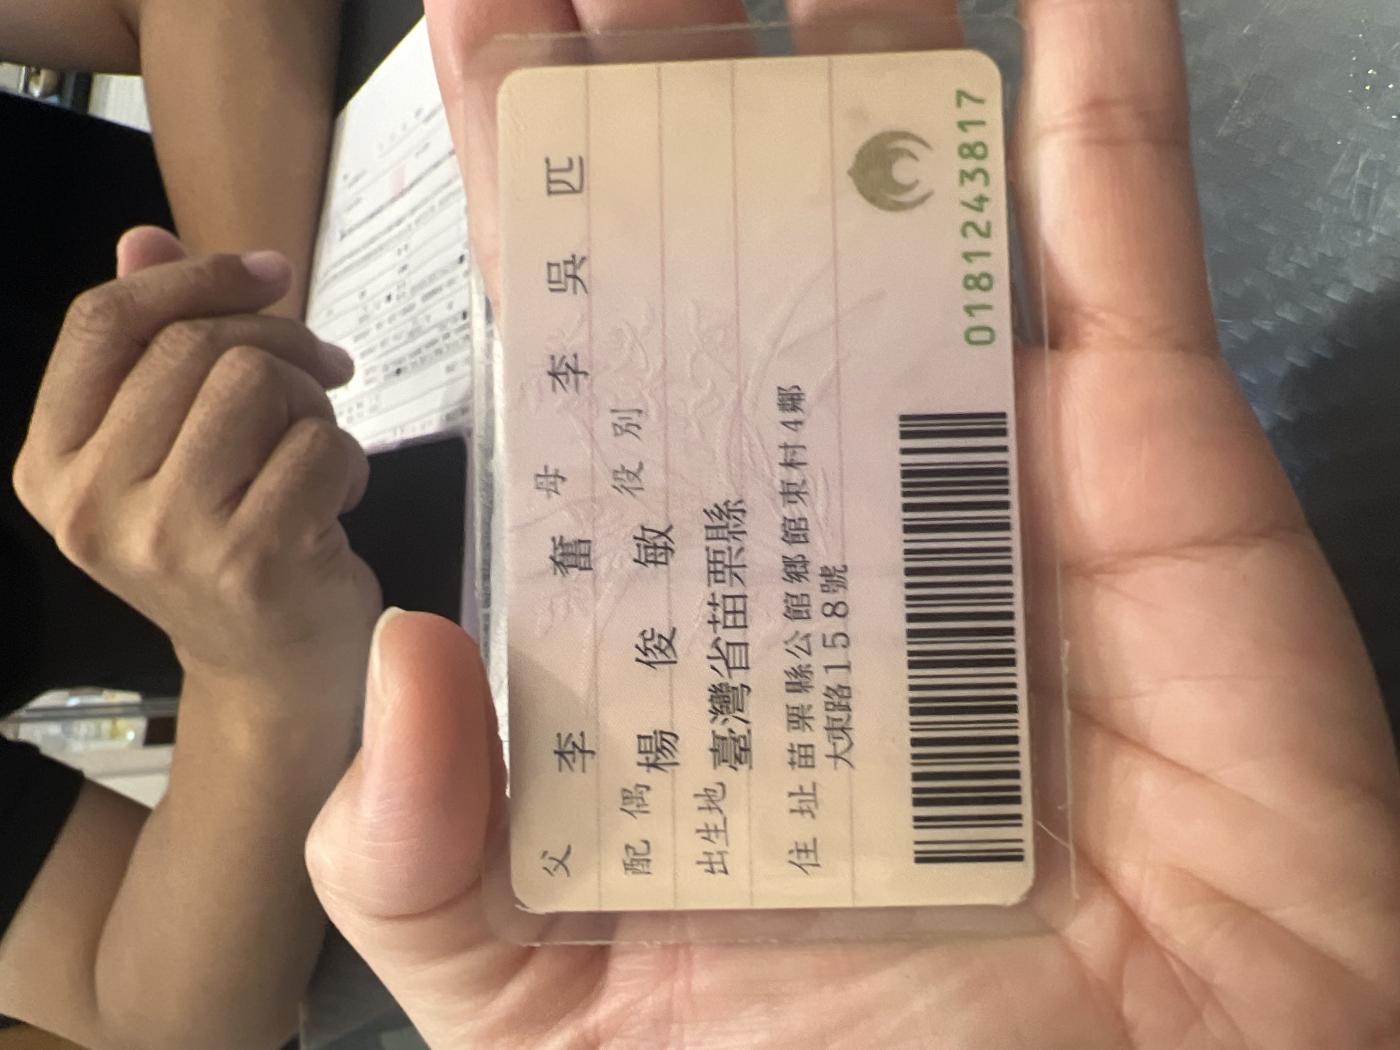 父 李 奮 母 李 吳 匹
配偶 楊 俊 敏 役別
出生地 臺灣省苗栗縣
住址 苗栗縣公館鄉館東村4鄰
大東路158號
0181243817